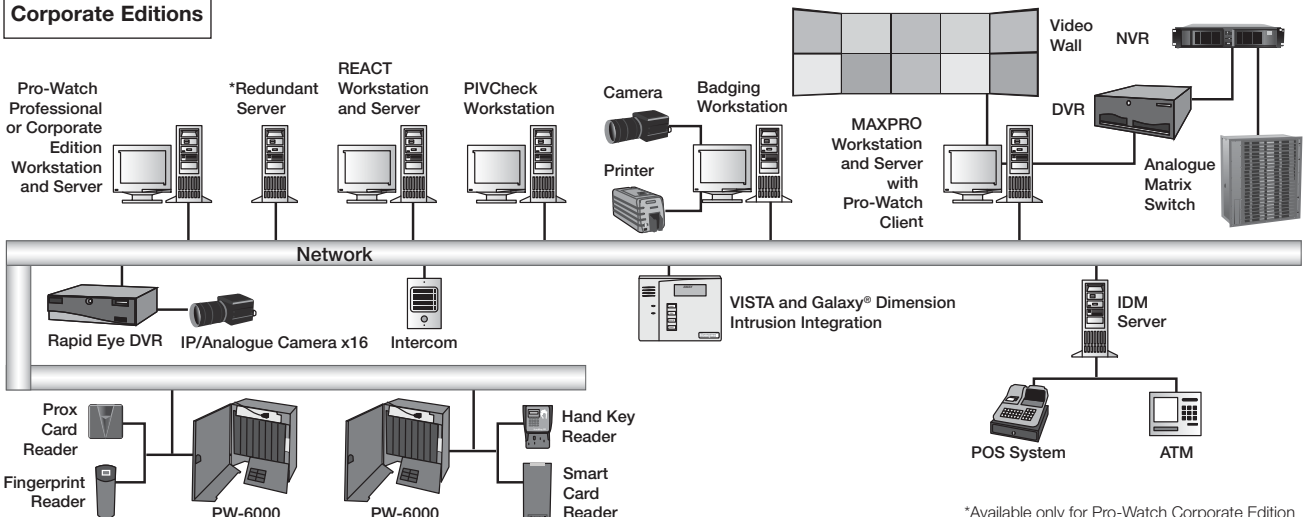 Corporate Editions
Pro-Watch
Professional
or Corporate
Edition
Workstation
and Server
*Redundant
Server
REACT
Workstation
and Server
PIVCheck
Workstation
Camera
Printer
Badging
Workstation
MAXPRO
Workstation
and Server
with
Pro-Watch
Client
Video
Wall
NVR
DVR
Analogue
Matrix
Switch
Network
Rapid Eye DVR
IP/Analogue Camera x16
Intercom
VISTA and Galaxy® Dimension
Intrusion Integration
IDM
Server
Prox
Card
Reader
Fingerprint
Reader
PW-6000
PW-6000
Hand Key
Reader
Smart
Card
Reader
POS System
ATM
*Available only for Pro-Watch Corporate Edition